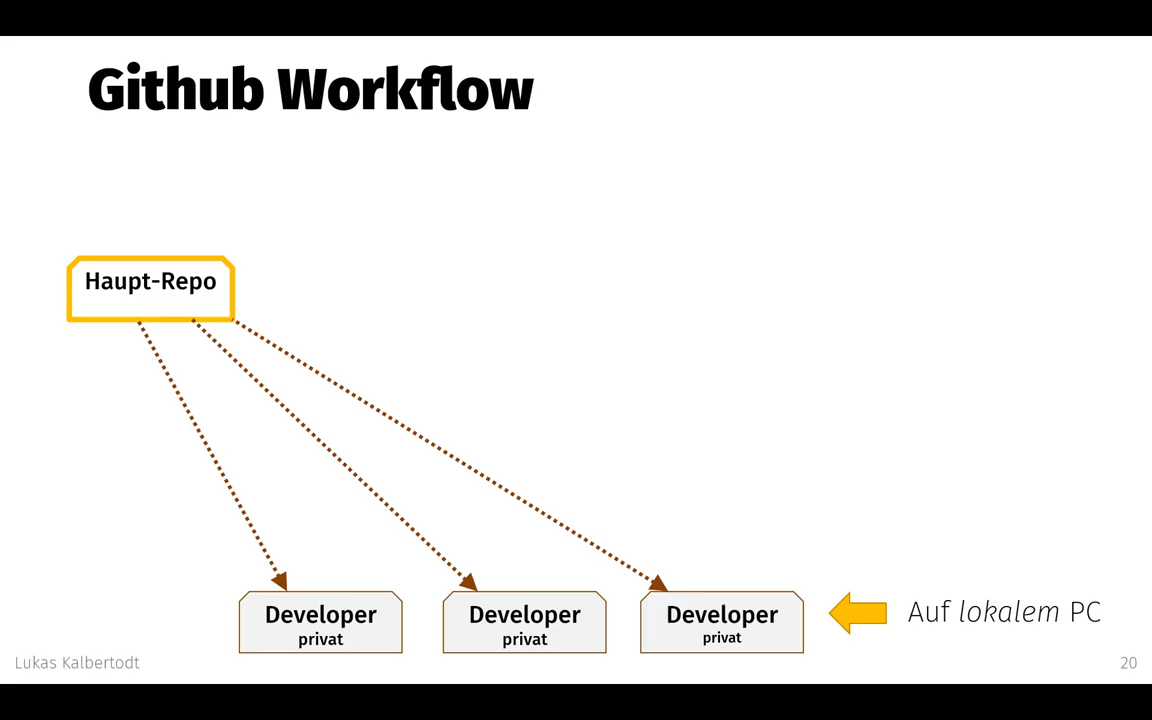 Github Workflow
Haupt-Repo
Developer
privat
Developer
privat
Developer
privat
Auf lokalem PC
Lukas Kalbertodt
20